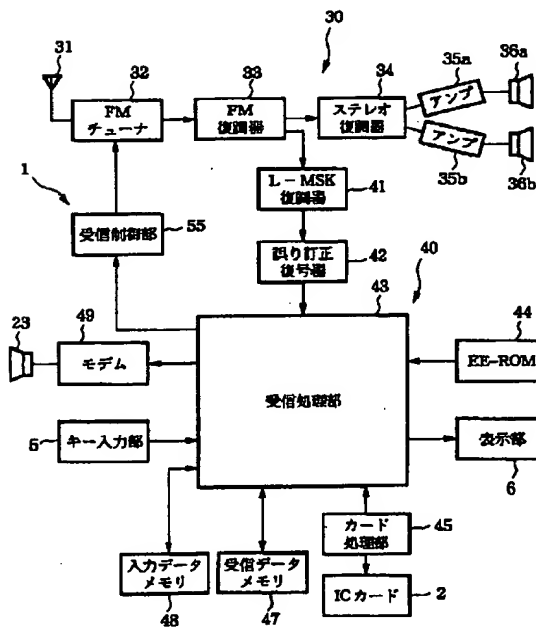 30
31
32
33
34
35a
36a
FM
チューナ
FM
復調器
ステレオ
復調器
アンプ
アンプ
35b
36b
1
L-MSK
復調器
41
受信制御部
55
誤り訂正
復号器
42
40
43
23
49
44
モデム
EE-ROM
受信処理部
5
キー入力部
表示部
6
カード
処理部
45
入力データ
メモリ
受信データ
メモリ
48
47
ICカード
2